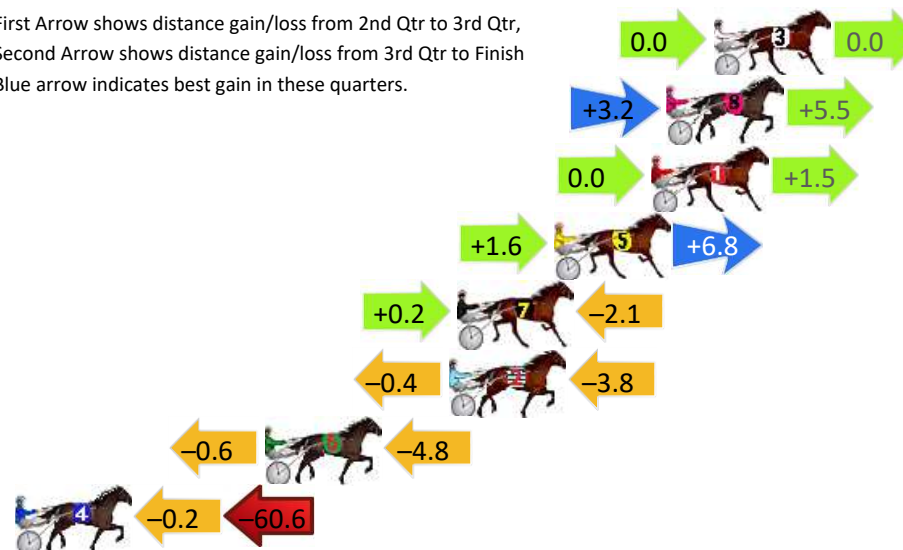 First Arrow shows distance gain/loss from 2nd Qtr to 3rd Qtr,
Second Arrow shows distance gain/loss from 3rd Qtr to Finish
Blue arrow indicates best gain in these quarters.
0.0 3 0.0
+3.2 8 +5.5
0.0 1 +1.5
+1.6 5 +6.8
+0.2 7 –2.1
–0.4 2 –3.8
–0.6 6 –4.8
4 –0.2 –60.6